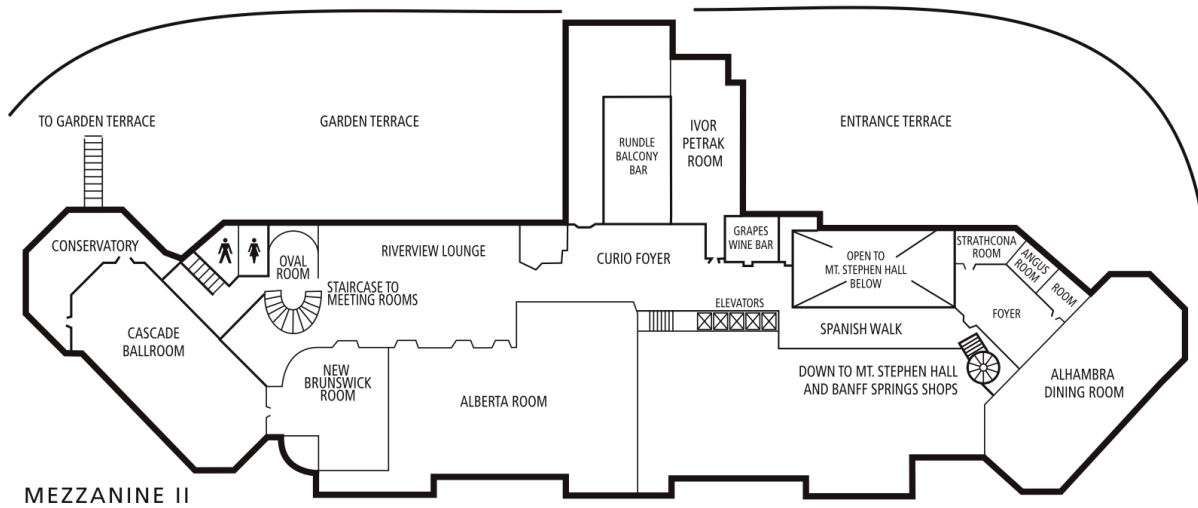 TO GARDEN TERRACE
GARDEN TERRACE
ENTRANCE TERRACE
RUNDLE
BALCONY
BAR
IVOR
PETRAK
ROOM
CONSERVATORY
OVAL
ROOM
RIVERVIEW LOUNGE
CURIO FOYER
GRAPES
WINE BAR
OPEN TO
MT. STEPHEN HALL
BELOW
STRATHCONA
ROOM
ANGUS
ROOM
ROOM
STAIRCASE TO
MEETING ROOMS
ELEVATORS
FOYER
CASCADE
BALLROOM
SPANISH WALK
NEW
BRUNSWICK
ROOM
ALBERTA ROOM
DOWN TO MT. STEPHEN HALL
AND BANFF SPRINGS SHOPS
ALHAMBRA
DINING ROOM
MEZZANINE II